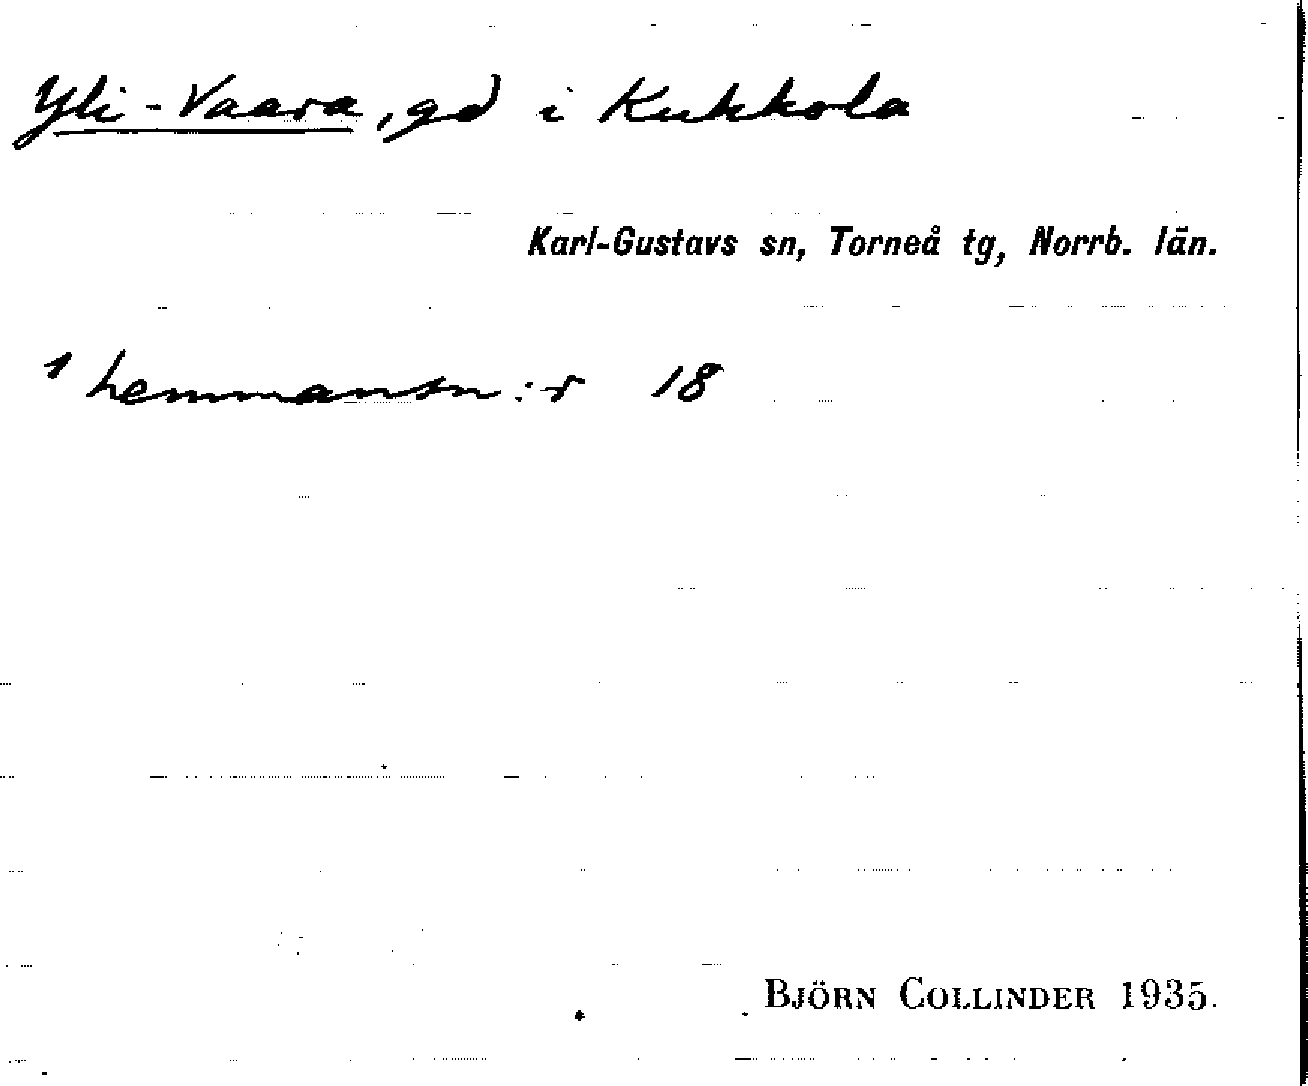 Yli-Vaara, gd i Kukkola
Karl-Gustavs sn, Torneå tg, Norrb. län.
1 hemmansn:r 18
BJÖRN COLLINDER 1935.